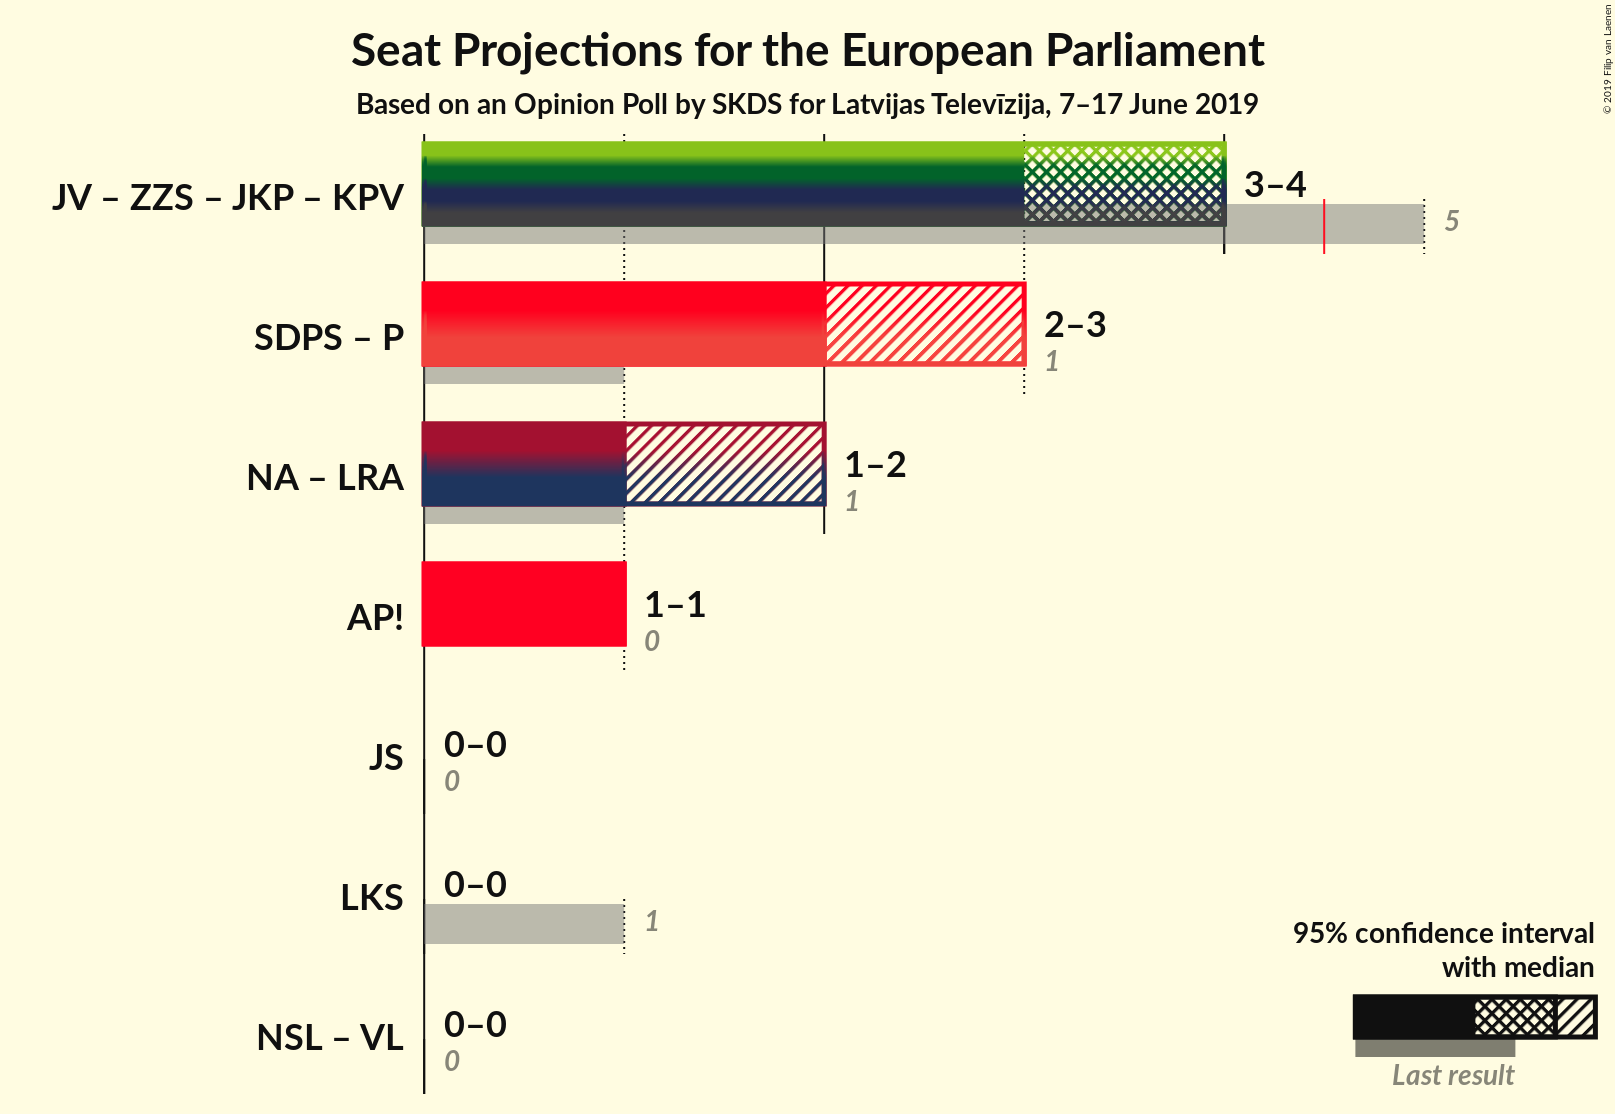 Seat Projections for the European Parliament
Based on an Opinion Poll by SKDS for Latvijas Televīzija, 7–17 June 2019
© 2019 Filip van Laenen
JV – ZZS – JKP – KPV
3–4
5
SDPS – P
2–3
1
NA – LRA
1–2
1
AP!
1–1
0
JS
0–0
0
LKS
0–0
1
NSL – VL
0–0
0
95% confidence interval
with median
Last result